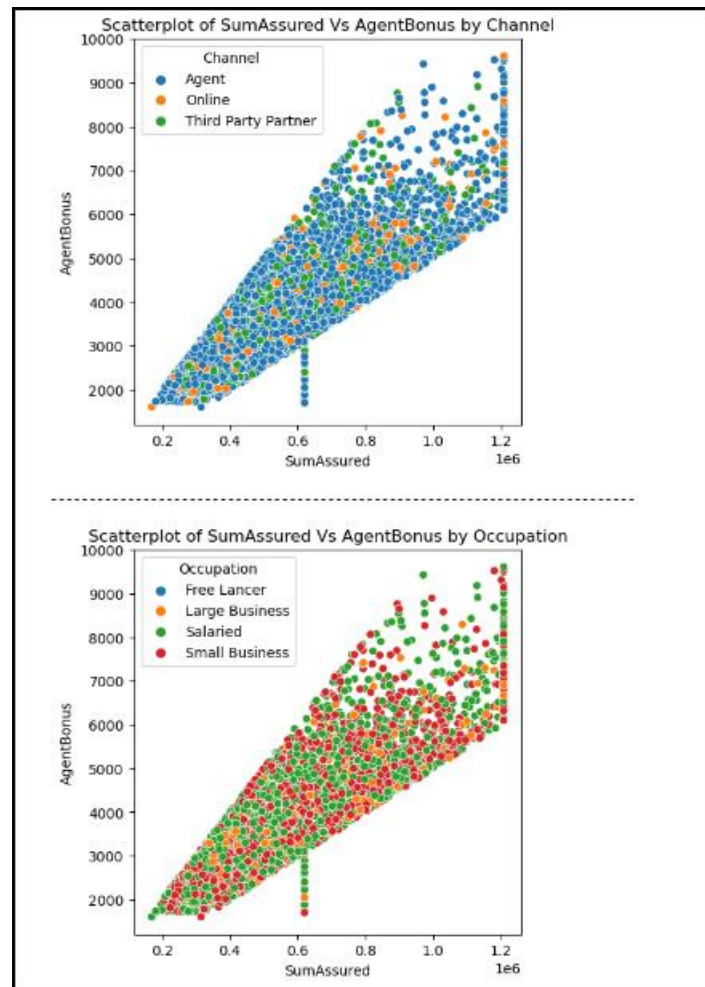 Scatterplot of SumAssured Vs AgentBonus by Channel
10000
9000
8000
7000
6000
5000
4000
3000
2000
AgentBonus
Channel
Agent
Online
Third Party Partner
0.2 0.4 0.6 0.8 1.0 1.2
1e6
SumAssured
Scatterplot of SumAssured Vs AgentBonus by Occupation
10000
9000
8000
7000
6000
5000
4000
3000
2000
AgentBonus
Occupation
Free Lancer
Large Business
Salaried
Small Business
0.2 0.4 0.6 0.8 1.0 1.2
1e6
SumAssured